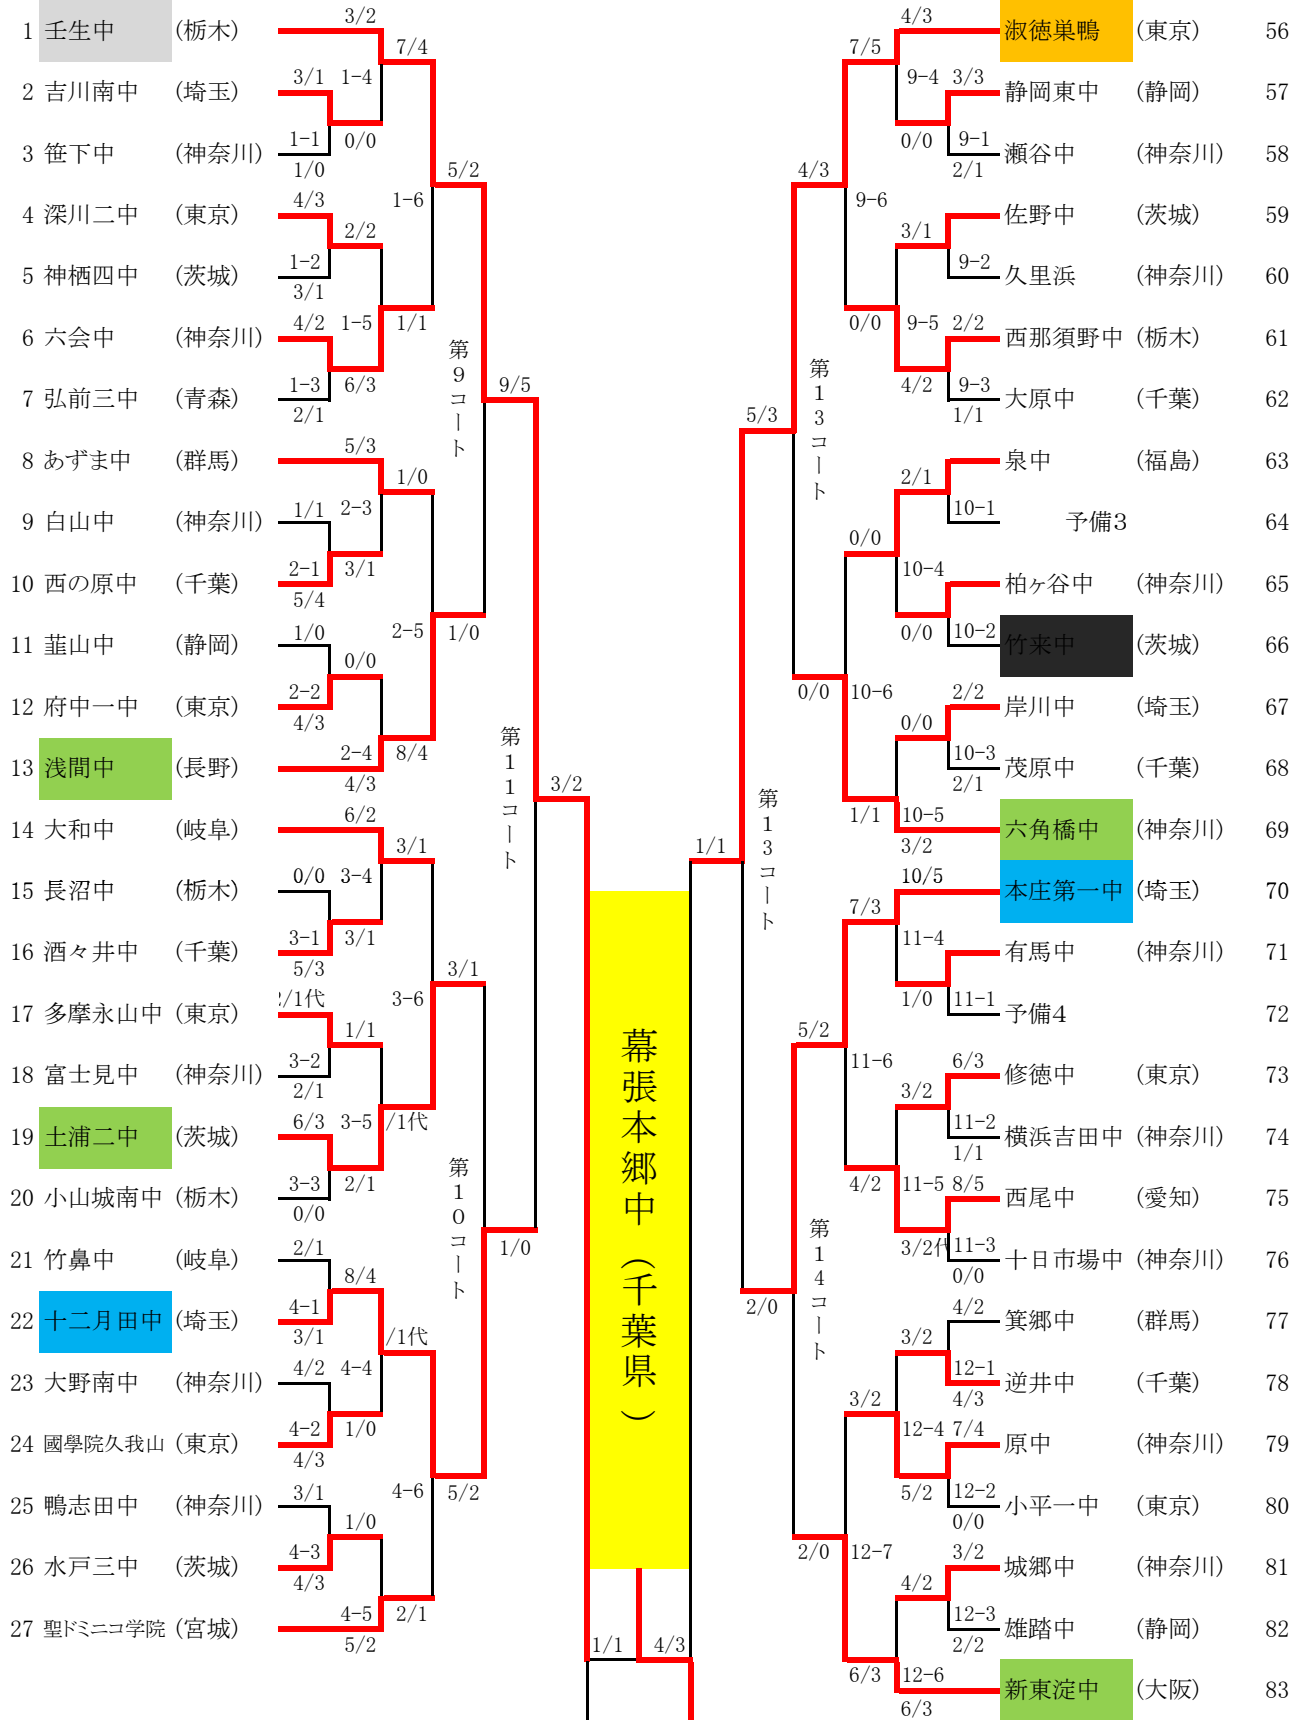 3/2
1 壬生中 (栃木)
7/4
3/1 1-4
2 吉川南中 (埼玉)
1-1 0/0
3 笹下中 (神奈川)
1/0 5/2
4/3 1-6
4 深川二中 (東京)
2/2
1-2
5 神栖四中 (茨城)
3/1
4/2 1-5 1/1
6 六会中 (神奈川)
第9コート
1-3 6/3 9/5
7 弘前三中 (青森)
2/1
5/3
8 あずま中 (群馬)
1/0
1/1 2-3
9 白山中 (神奈川)
2-1 3/1
10 西の原中 (千葉)
5/4
1/0 2-5 1/0
11 韮山中 (静岡)
0/0
2-2
12 府中一中 (東京)
4/3
第11コート
2-4 8/4
13 浅間中 (長野)
4/3 3/2
6/2
14 大和中 (岐阜)
3/1
0/0 3-4
15 長沼中 (栃木)
3-1 3/1
16 酒々井中 (千葉)
5/3 3/1
2/1代 3-6
17 多摩永山中 (東京)
1/1
3-2
18 富士見中 (神奈川)
2/1
6/3 3-5 /1代
19 土浦二中 (茨城)
第10コート
3-3 2/1
20 小山城南中 (栃木)
0/0
2/1 1/0
21 竹鼻中 (岐阜)
8/4
4-1
22 十二月田中 (埼玉)
3/1 /1代
4/2 4-4
23 大野南中 (神奈川)
4-2 1/0
24 國學院久我山 (東京)
4/3
3/1 4-6 5/2
25 鴨志田中 (神奈川)
1/0
4-3
26 水戸三中 (茨城)
4/3
4-5 2/1
27 聖ドミニコ学院 (宮城)
5/2
1/1 4/3
幕張本郷中(千葉県)
4/3
淑徳巣鴨 (東京) 56
7/5
9-4 3/3
静岡東中 (静岡) 57
0/0 9-1
瀬谷中 (神奈川) 58
4/3 2/1
9-6
佐野中 (茨城) 59
3/1
9-2
久里浜 (神奈川) 60
0/0 9-5 2/2
西那須野中 (栃木) 61
第13コート
4/2 9-3
大原中 (千葉) 62
5/3 1/1
泉中 (福島) 63
2/1
10-1
予備3 64
0/0
10-4
柏ヶ谷中 (神奈川) 65
0/0 10-2
竹来中 (茨城) 66
0/0 10-6 2/2
岸川中 (埼玉) 67
0/0
10-3
茂原中 (千葉) 68
2/1
第13コート
1/1 10-5
六角橋中 (神奈川) 69
1/1 3/2
10/5
本庄第一中 (埼玉) 70
7/3
11-4
有馬中 (神奈川) 71
1/0 11-1
予備4 72
5/2
11-6 6/3
修徳中 (東京) 73
3/2
11-2
横浜吉田中 (神奈川) 74
1/1
4/2 11-5 8/5
西尾中 (愛知) 75
第14コート
3/2代 11-3
十日市場中 (神奈川) 76
0/0
2/0 4/2
箕郷中 (群馬) 77
3/2
12-1
逆井中 (千葉) 78
3/2 4/3
12-4 7/4
原中 (神奈川) 79
5/2 12-2
小平一中 (東京) 80
0/0
2/0 12-7 3/2
城郷中 (神奈川) 81
4/2
12-3
雄踏中 (静岡) 82
2/2
6/3 12-6
新東淀中 (大阪) 83
6/3